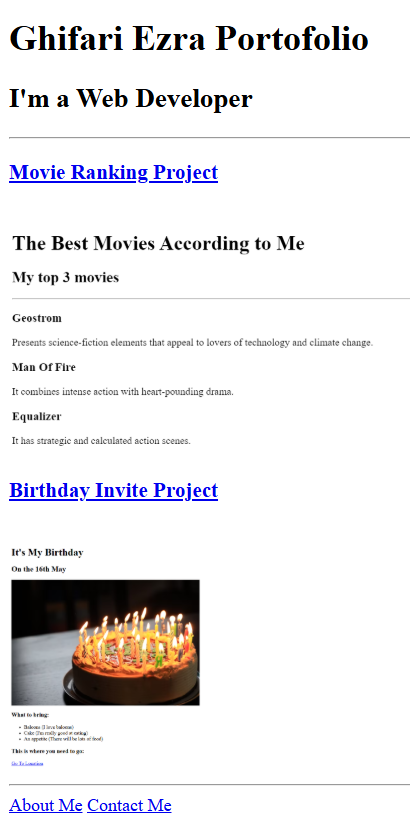 Ghifari Ezra Portofolio
I'm a Web Developer
Movie Ranking Project
The Best Movies According to Me
My top 3 movies
Geostrom
Presents science-fiction elements that appeal to lovers of technology and climate change.
Man Of Fire
It combines intense action with heart-pounding drama.
Equalizer
It has strategic and calculated action scenes.
Birthday Invite Project
It's My Birthday
On the 16th May
What to bring:
Baloons (I love baloons)
Cake (I'm really good at eating)
An appetite (There will be lots of food)
This is where you need to go:
Go To Location
About Me Contact Me